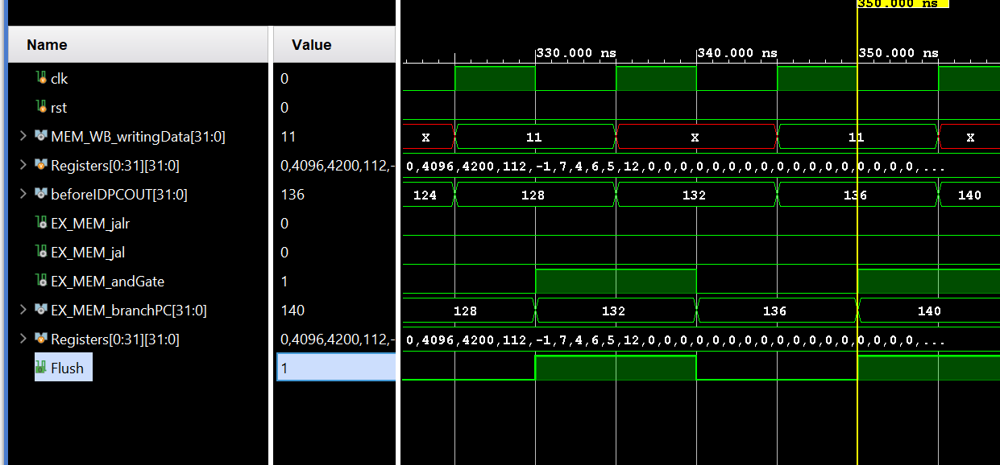 350.000 ns
Name Value
330.000 ns 340.000 ns 350.000 ns
clk 0
rst 0
MEM_WB_writingData[31:0] 11 X 11 X 11 X
Registers[0:31][31:0] 0,4096,4200,112,- 0,4096,4200,112,-1,7,4,6,5,12,0,0,0,0,0,0,0,0,0,0,0,0,0,0,...
beforeIDPCOUT[31:0] 136 124 128 132 136 140
EX_MEM_jalr 0
EX_MEM_jal 0
EX_MEM_andGate 1
EX_MEM_branchPC[31:0] 140 128 132 136 140
Registers[0:31][31:0] 0,4096,4200,112,- 0,4096,4200,112,-1,7,4,6,5,12,0,0,0,0,0,0,0,0,0,0,0,0,0,0,...
Flush 1